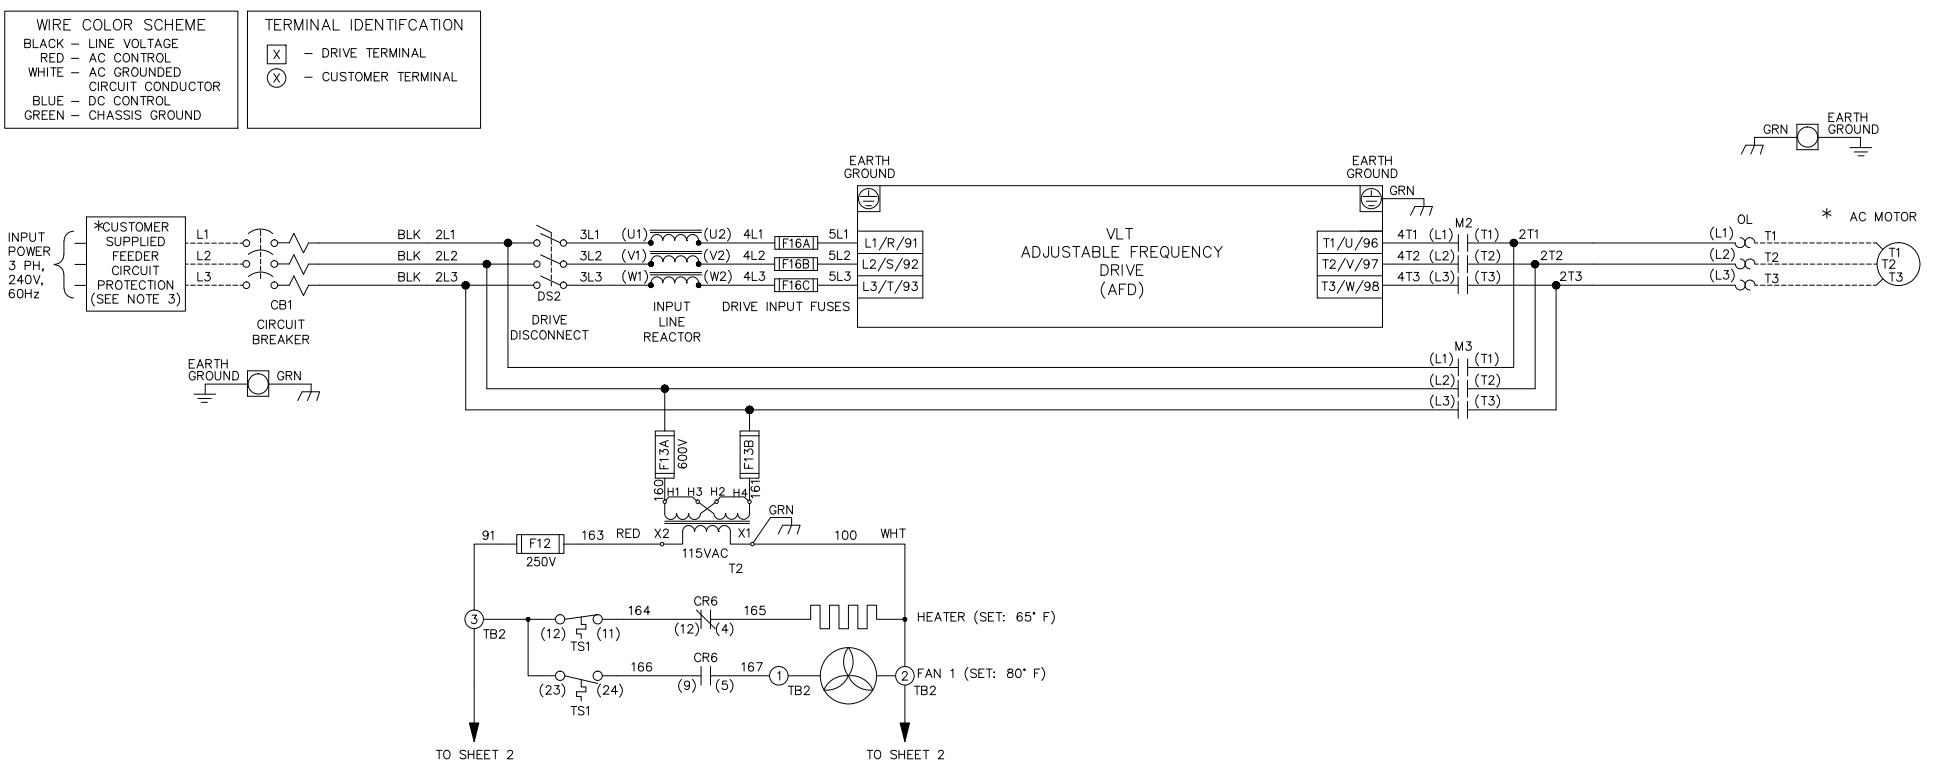 WIRE COLOR SCHEME
BLACK – LINE VOLTAGE
RED – AC CONTROL
WHITE – AC GROUNDED
CIRCUIT CONDUCTOR
BLUE – DC CONTROL
GREEN – CHASSIS GROUND
TERMINAL IDENTIFCATION
X – DRIVE TERMINAL
X – CUSTOMER TERMINAL
GRN
EARTH
GROUND
EARTH
GROUND
EARTH
GROUND
GRN
INPUT
POWER
3 PH,
240V,
60Hz
*CUSTOMER
SUPPLIED
FEEDER
CIRCUIT
PROTECTION
(SEE NOTE 3)
L1
L2
L3
CB1
CIRCUIT
BREAKER
BLK 2L1
BLK 2L2
BLK 2L3
DS2
DRIVE
DISCONNECT
3L1 (U1) (U2) 4L1 F16A 5L1 L1/R/91
3L2 (V1) (V2) 4L2 F16B 5L2 L2/S/92
3L3 (W1) (W2) 4L3 F16C 5L3 L3/T/93
INPUT
LINE
REACTOR
DRIVE INPUT FUSES
VLT
ADJUSTABLE FREQUENCY
DRIVE
(AFD)
M2
T1/U/96 4T1 (L1) (T1) 2T1
T2/V/97 4T2 (L2) (T2) 2T2
T3/W/98 4T3 (L3) (T3) 2T3
OL
(L1) T1
(L2) T2
(L3) T3
* AC MOTOR
T1
T2
T3
M3
(L1) (T1)
(L2) (T2)
(L3) (T3)
EARTH
GROUND
GRN
F13A
600V
F13B
160
161
H1 H3 H2 H4
GRN
91 F12 163 RED X2 X1 100 WHT
250V
115VAC
T2
3
TB2
(12) (11)
TS1
164
CR6
(12) (4)
165
HEATER (SET: 65° F)
(23) (24)
TS1
166
CR6
(9) (5)
167
1
TB2
2
TB2
FAN 1 (SET: 80° F)
TO SHEET 2
TO SHEET 2